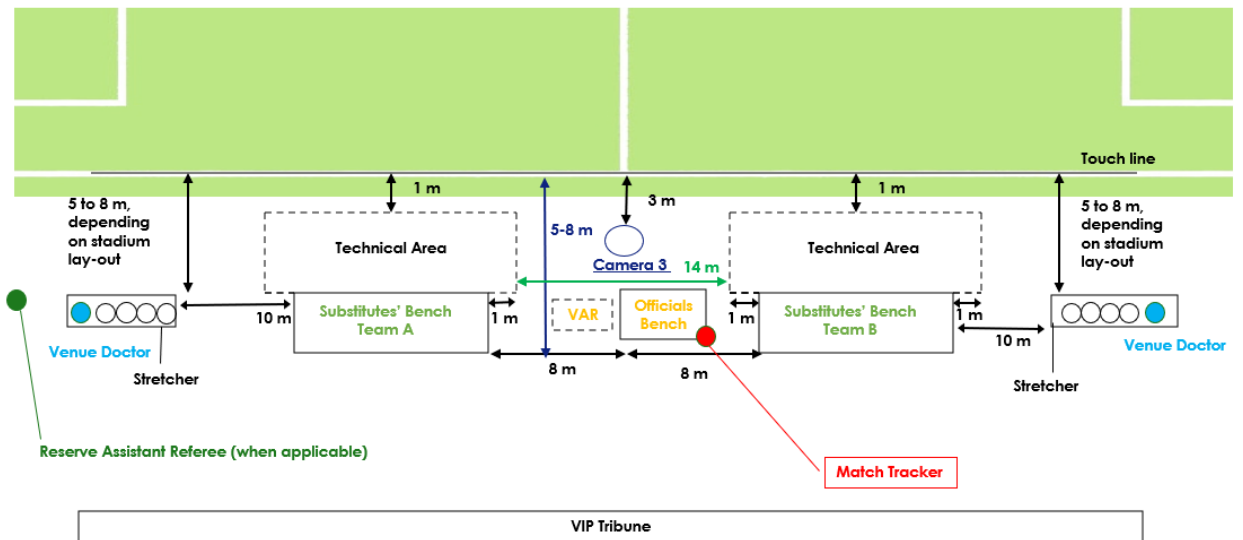 Touch line
1 m
1 m
3 m
5 to 8 m,
depending
on stadium
lay-out
5-8 m
5 to 8 m,
depending
on stadium
lay-out
Technical Area
Technical Area
Camera 3
14 m
Substitutes' Bench
Team A
VAR
Officials
Bench
Substitutes' Bench
Team B
10 m
1 m
1 m
1 m
10 m
Venue Doctor
Venue Doctor
8 m
8 m
Stretcher
Stretcher
Reserve Assistant Referee (when applicable)
Match Tracker
VIP Tribune